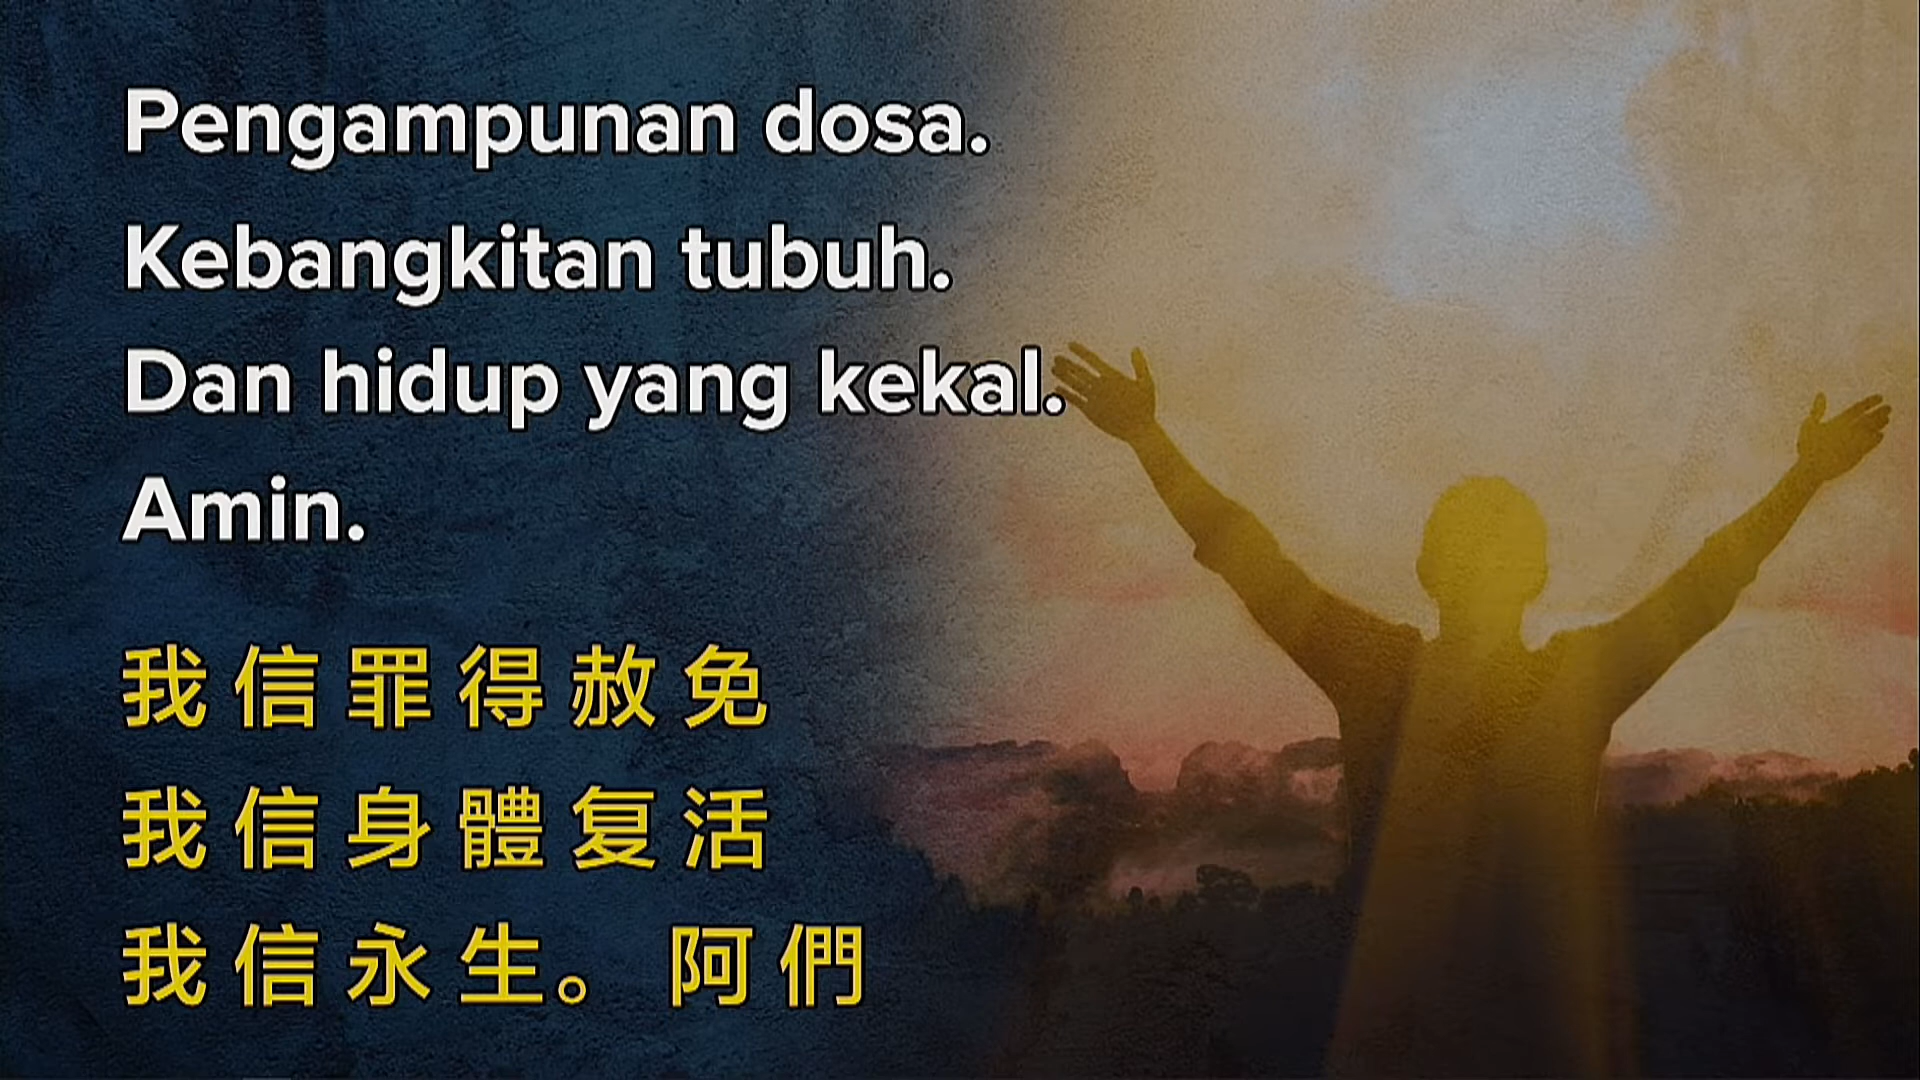 Pengampunan dosa.
Kebangkitan tubuh.
Dan hidup yang kekal.
Amin.
我信罪得赦免
我信身體复活
我信永生。 阿們